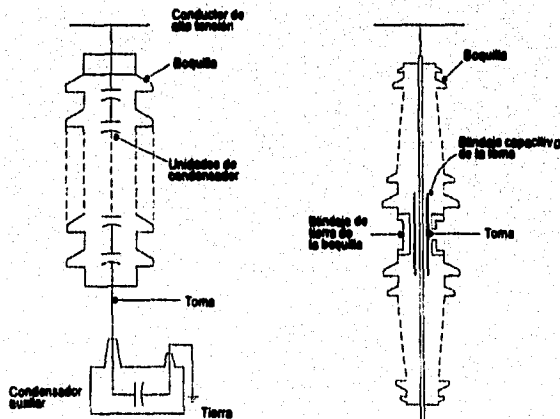 Conductor de
alta tensión
Boquilla
Unidades de
condensador
Toma
Condensador
auxiliar
Tierra
Boquilla
Blindaje capacitivo
de la toma
Blindaje de
tierra de
la boquilla
Toma